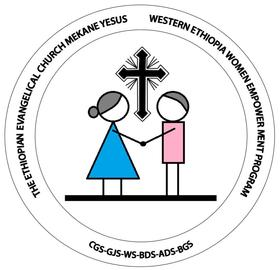 THE ETHIOPIAN EVANGELICAL CHURCH MEKANE YESUS
WESTERN ETHIOPIA WOMEN EMPOWER MENT PROGRAM
CGS-GJS-WS-BDS-ADS-BGS